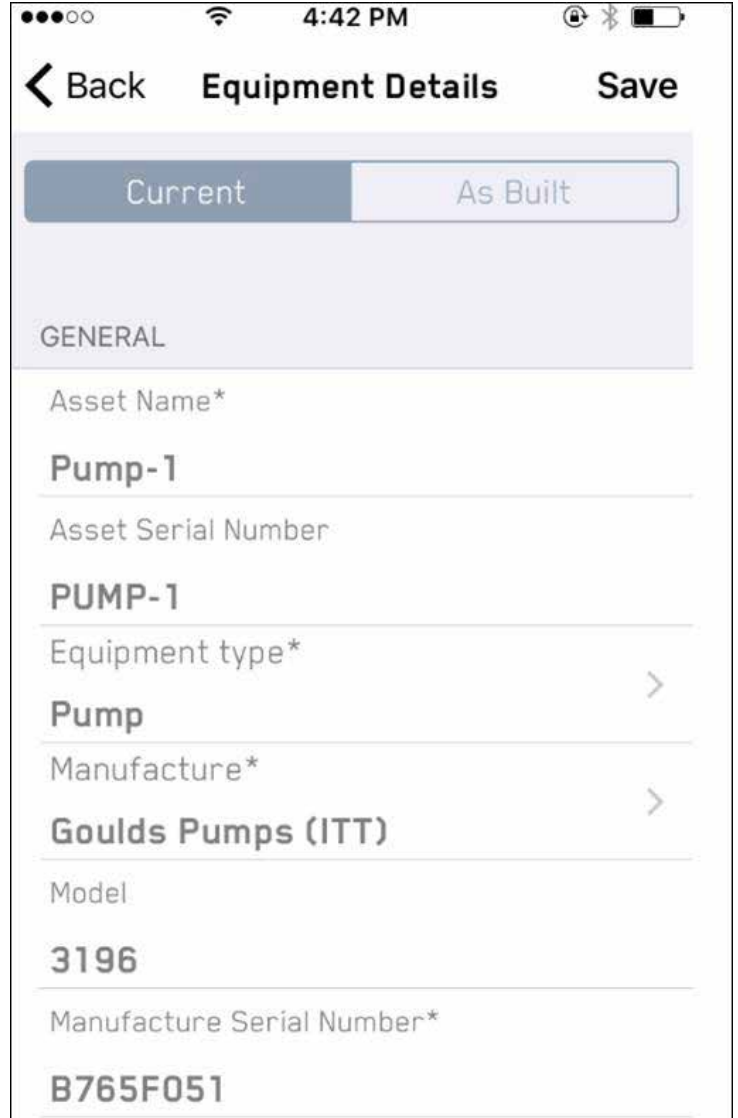 4:42 PM
Back Equipment Details Save
Current As Built
GENERAL
Asset Name*
Pump-1
Asset Serial Number
PUMP-1
Equipment type*
Pump
Manufacture*
Goulds Pumps (ITT)
Model
3196
Manufacture Serial Number*
B765F051